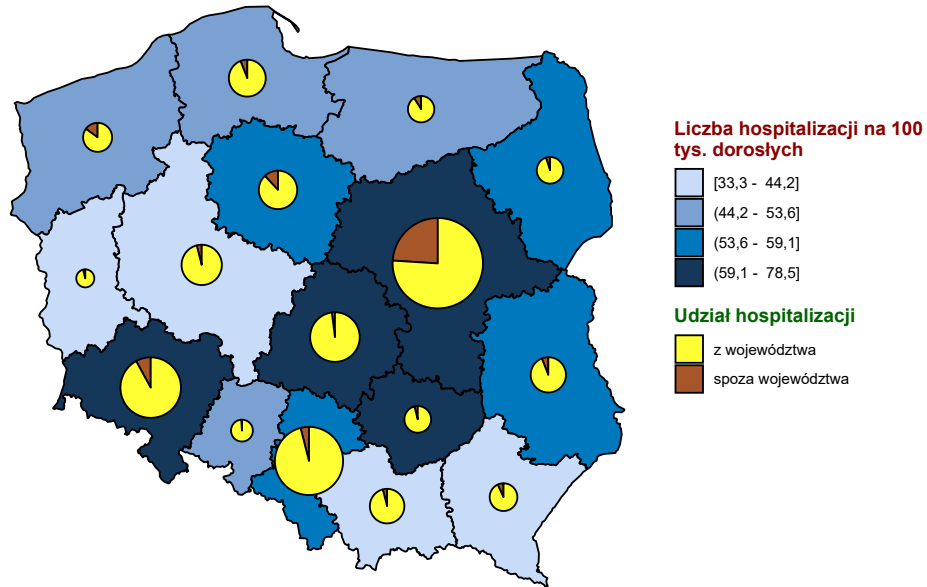 Liczba hospitalizacji na 100
tys. dorosłych
[33,3 - 44,2]
(44,2 - 53,6]
(53,6 - 59,1]
(59,1 - 78,5]
Udział hospitalizacji
z województwa
spoza województwa